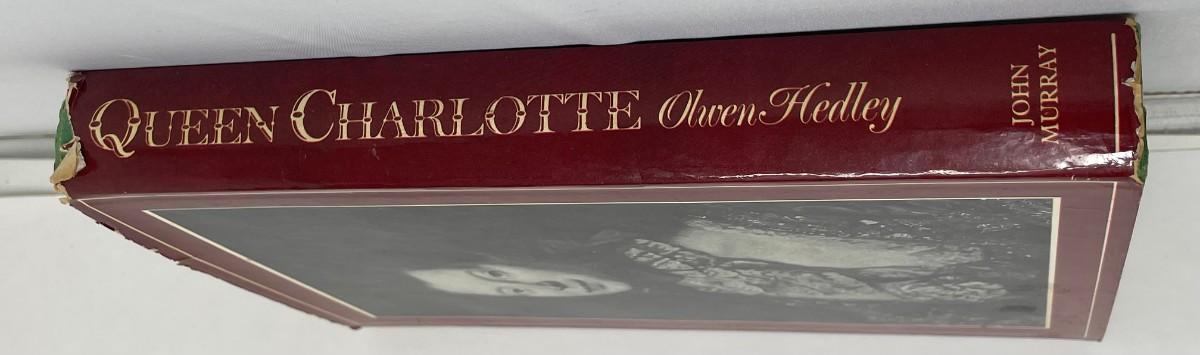 QUEEN CHARLOTTE Olwen Hedley
JOHN
MURRAY